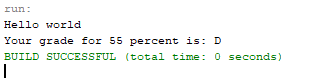 run:
Hello world
Your grade for 55 percent is: D
BUILD SUCCESSFUL (total time: 0 seconds)